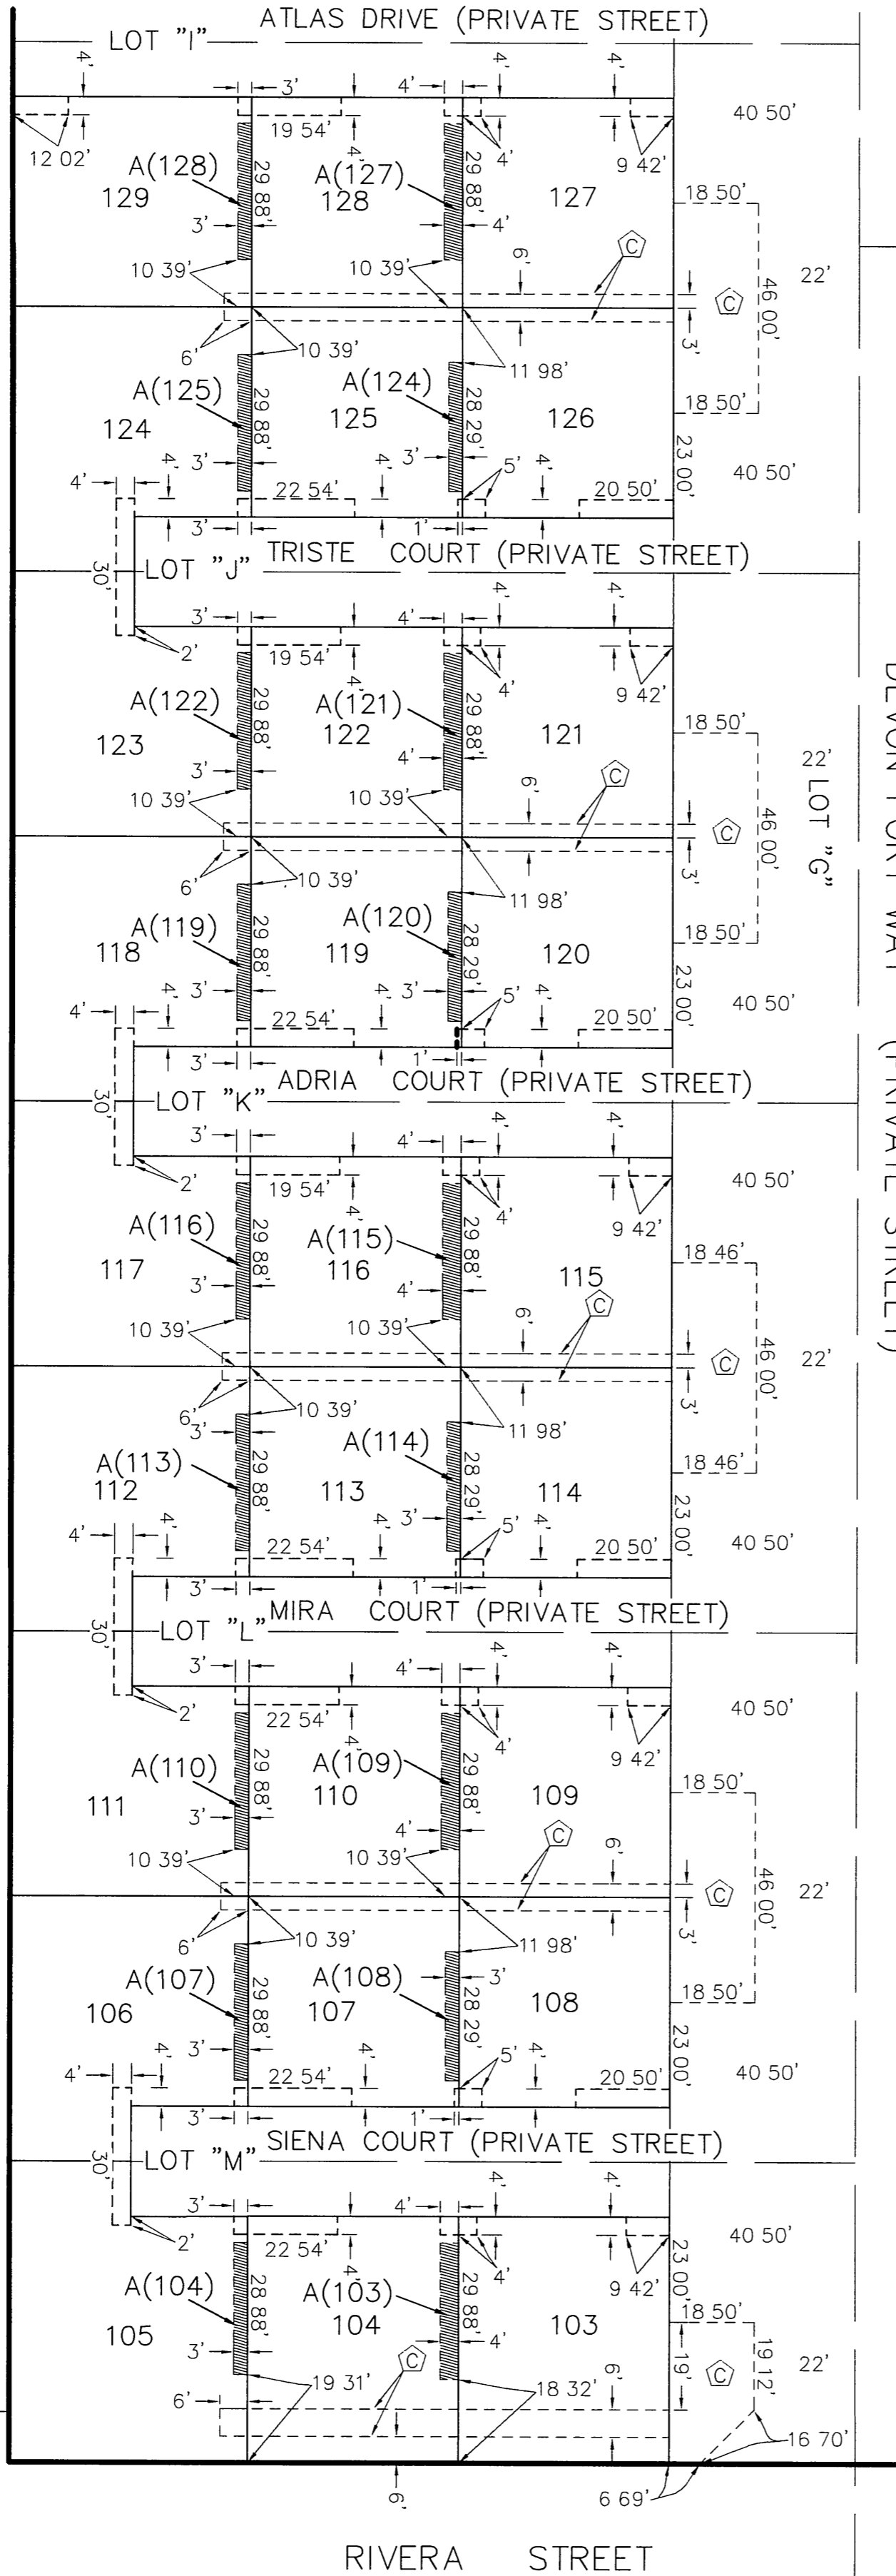 ATLAS DRIVE (PRIVATE STREET)
LOT "I"
4' 3' 4' 4' 4'
40 50'
12 02' 19 54' 4' 4' 9 42'
A(128) 29 88' A(127) 29 88' 127
129 128
18 50'
3' 4'
10 39' 10 39' 6' C
C 46 00' 22'
3'
6' 10 39' 11 98'
A(125) 29 88' A(124) 28 29'
124 125 126
18 50'
23 00'
3' 3' 5' 4' 40 50'
4' 4' 22 54' 4' 20 50'
3' 1'
LOT "J" TRISTE COURT (PRIVATE STREET)
30'
3' 4' 4' 4'
2' 19 54' 4' 4' 9 42'
40 50'
A(122) 29 88' A(121) 29 88' 121
123 122
18 50'
3' 4'
22'
LOT "G"
DEVON PORT WAY (PRIVATE STREET)
10 39' 10 39' 6' C
C 46 00'
3'
6' 10 39' 11 98'
A(119) 29 88' A(120) 28 29'
118 119 120
18 50'
23 00'
3' 3' 5' 4' 40 50'
4' 4' 22 54' 4' 20 50'
3' 1'
ADRIA COURT (PRIVATE STREET)
LOT "K"
30'
3' 4' 4' 4'
2' 19 54' 4' 4' 9 42'
40 50'
A(116) 29 88' A(115) 29 88'
117 116 115
18 46'
3' 4'
10 39' 10 39' 6' C
C 46 00' 22'
3'
6' 10 39' 11 98'
3'
A(113) 29 88' A(114) 28 29'
112 113 114
18 46'
23 00'
3' 5' 4' 40 50'
4' 4' 22 54' 4' 20 50'
3' 1'
MIRA COURT (PRIVATE STREET)
LOT "L"
30'
3' 4' 4' 4'
2' 22 54' 4' 4' 9 42'
40 50'
A(110) 29 88' A(109) 29 88'
111 110 109
18 50'
3' 4'
10 39' 10 39' C 6'
C 46 00' 22'
3'
6' 10 39' 11 98'
A(107) 29 88' A(108) 3' 28 29'
106 107 108
18 50'
23 00'
3' 5' 40 50'
4' 4' 22 54' 4' 4' 20 50'
3' 1'
SIENA COURT (PRIVATE STREET)
LOT "M"
30'
3' 4' 4' 4'
2' 22 54' 4' 4' 9 42'
40 50'
23 00'
A(104) 28 88' A(103) 29 88'
105 104 103
18 50'
3' 4'
C 19' C 19 12' 22'
6' 19 31' 18 32' 6'
16 70'
6' 6 69'
RIVERA STREET